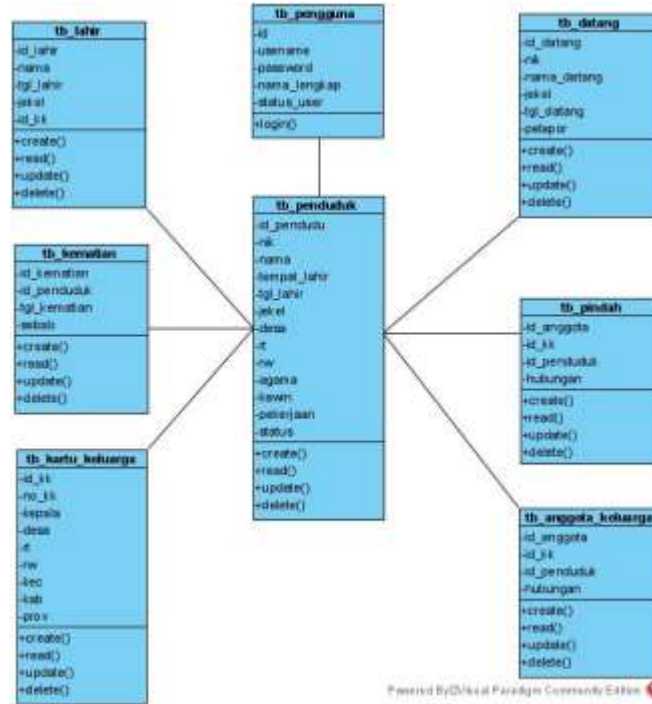 tb_lahir
-id_lahir
-nama
-tgl_lahir
-jekel
-id_kk
+create()
+read()
+update()
+delete()
tb_pengguna
-id
-username
-password
-nama_lengkap
-status_user
+login()
tb_datang
-id_datang
-nik
-nama_datang
-jekel
-tgl_datang
-pelapor
+create()
+read()
+update()
+delete()
tb_kematian
-id_kematian
-id_penduduk
-tgl_kematian
-sebab
+create()
+read()
+update()
+delete()
tb_penduduk
-id_pendudu
-nik
-nama
-tempat_lahir
-tgl_lahir
-jekel
-desa
-rt
-rw
-agama
-kawin
-pekerjaan
-status
+create()
+read()
+update()
+delete()
tb_pindah
-id_anggota
-id_kk
-id_penduduk
-hubungan
+create()
+read()
+update()
+delete()
tb_kartu_keluarga
-id_kk
-no_kk
-kepala
-desa
-rt
-rw
-kec
-kab
-prov
+create()
+read()
+update()
+delete()
tb_anggota_keluarga
-id_anggota
-id_kk
-id_penduduk
-hubungan
+create()
+read()
+update()
+delete()
Powered By Visual Paradigm Community Edition